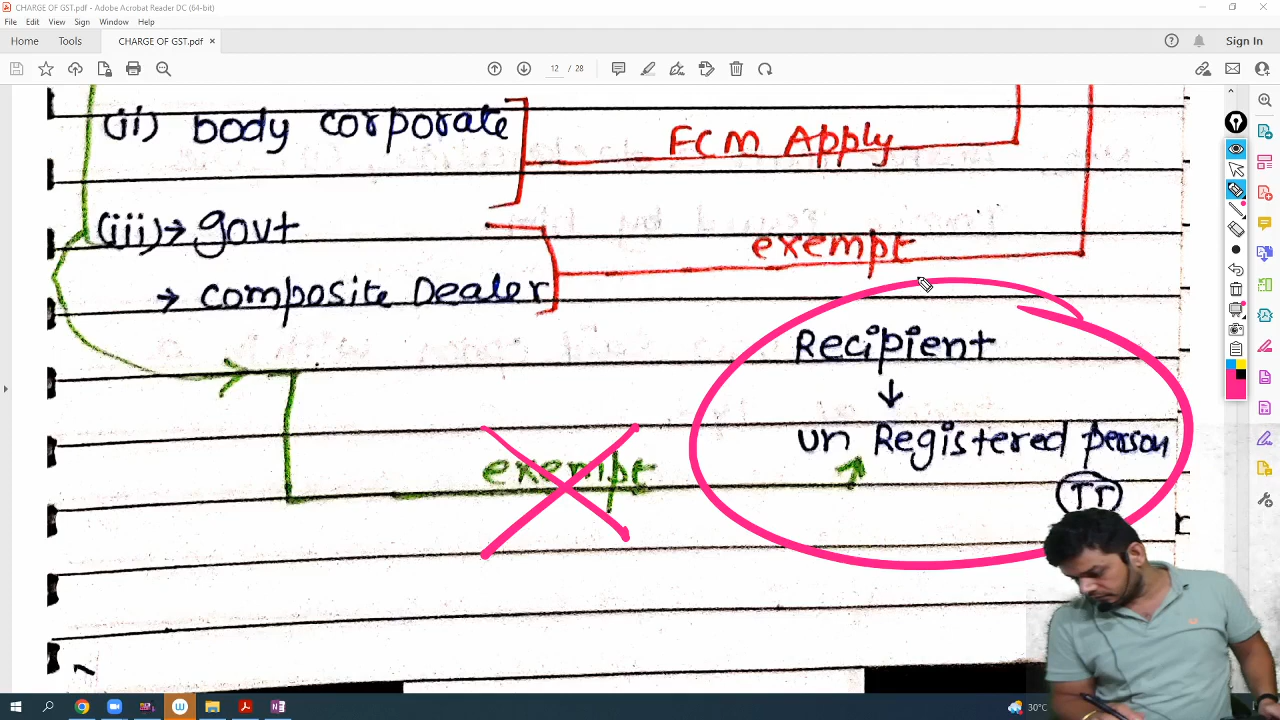 CHARGE OF GST.pdf - Adobe Acrobat Reader DC (64-bit)
File Edit View Sign Window Help
Home Tools CHARGE OF GST.pdf × Sign In
12 / 28
(ii) body corporate
FCM Apply
(iii) → govt
exempt
→ composite Dealer
Recipient
↓
un Registered person
exempt
30°C